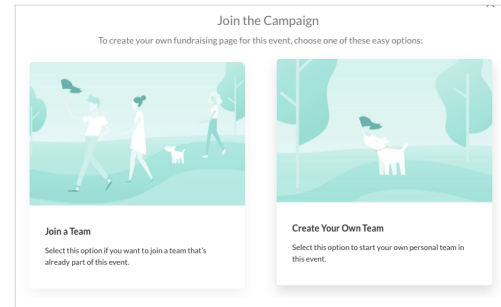 Join the Campaign
To create your own fundraising page for this event, choose one of these easy options:
Join a Team
Select this option if you want to join a team that's
already part of this event.
Create Your Own Team
Select this option to start your own personal team in
this event.